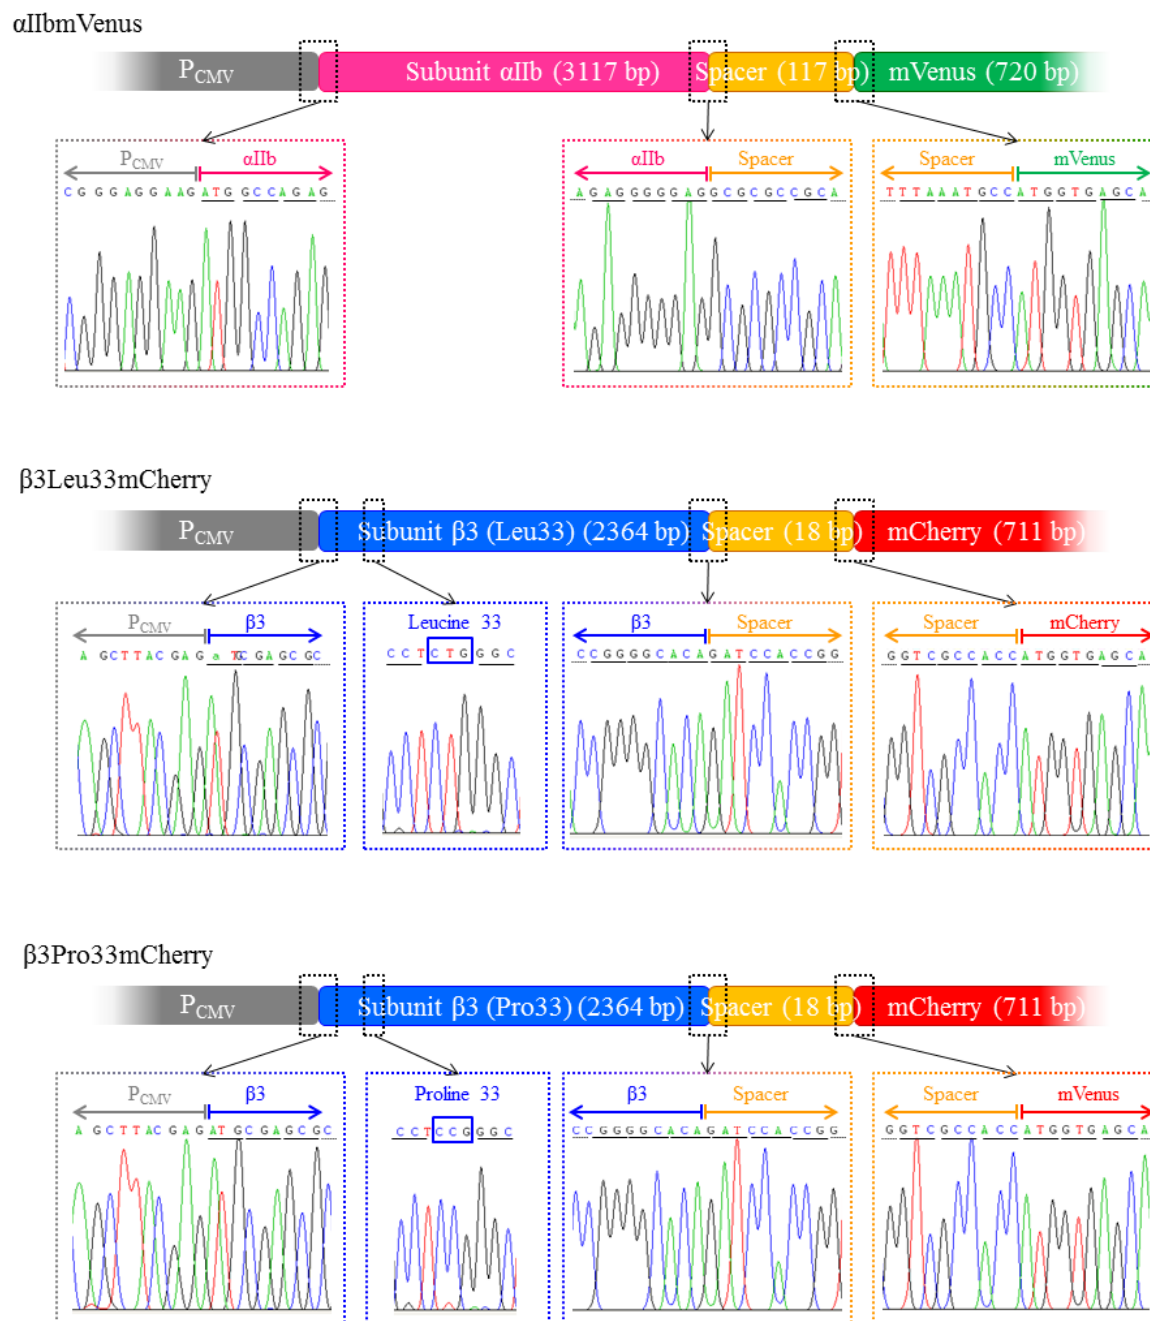 αIIbmVenus
PCMV Subunit αIIb (3117 bp) Spacer (117 bp) mVenus (720 bp)
PCMV αIIb αIIb Spacer Spacer mVenus
CGGGAGGAAGATGGCCAGAG AGAGGGGGAGGCGCGCCGCA TTTAAATGCCATGGTGAGCA
β3Leu33mCherry
PCMV Subunit β3 (Leu33) (2364 bp) Spacer (18 bp) mCherry (711 bp)
PCMV β3 Leucine 33 β3 Spacer Spacer mCherry
AGCTTACGAGaTGCGAGCGC CCTCTGGGC CCGGGGCACAGATCCACCGG GGTCGCCACCATGGTGAGCA
β3Pro33mCherry
PCMV Subunit β3 (Pro33) (2364 bp) Spacer (18 bp) mCherry (711 bp)
PCMV β3 Proline 33 β3 Spacer Spacer mVenus
AGCTTACGAGATGCGAGCGC CCTCCGGGC CCGGGGCACAGATCCACCGG GGTCGCCACCATGGTGAGCA